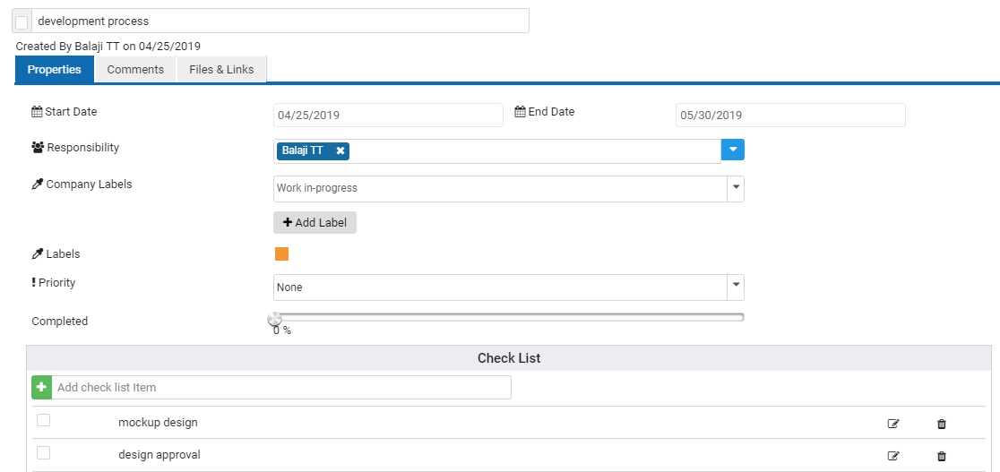 development process
Created By Balaji TT on 04/25/2019
Properties Comments Files & Links
Start Date 04/25/2019 End Date 05/30/2019
Responsibility Balaji TT
Company Labels Work in-progress
Add Label
Labels
Priority None
Completed
0 %
Check List
Add check list Item
mockup design
design approval